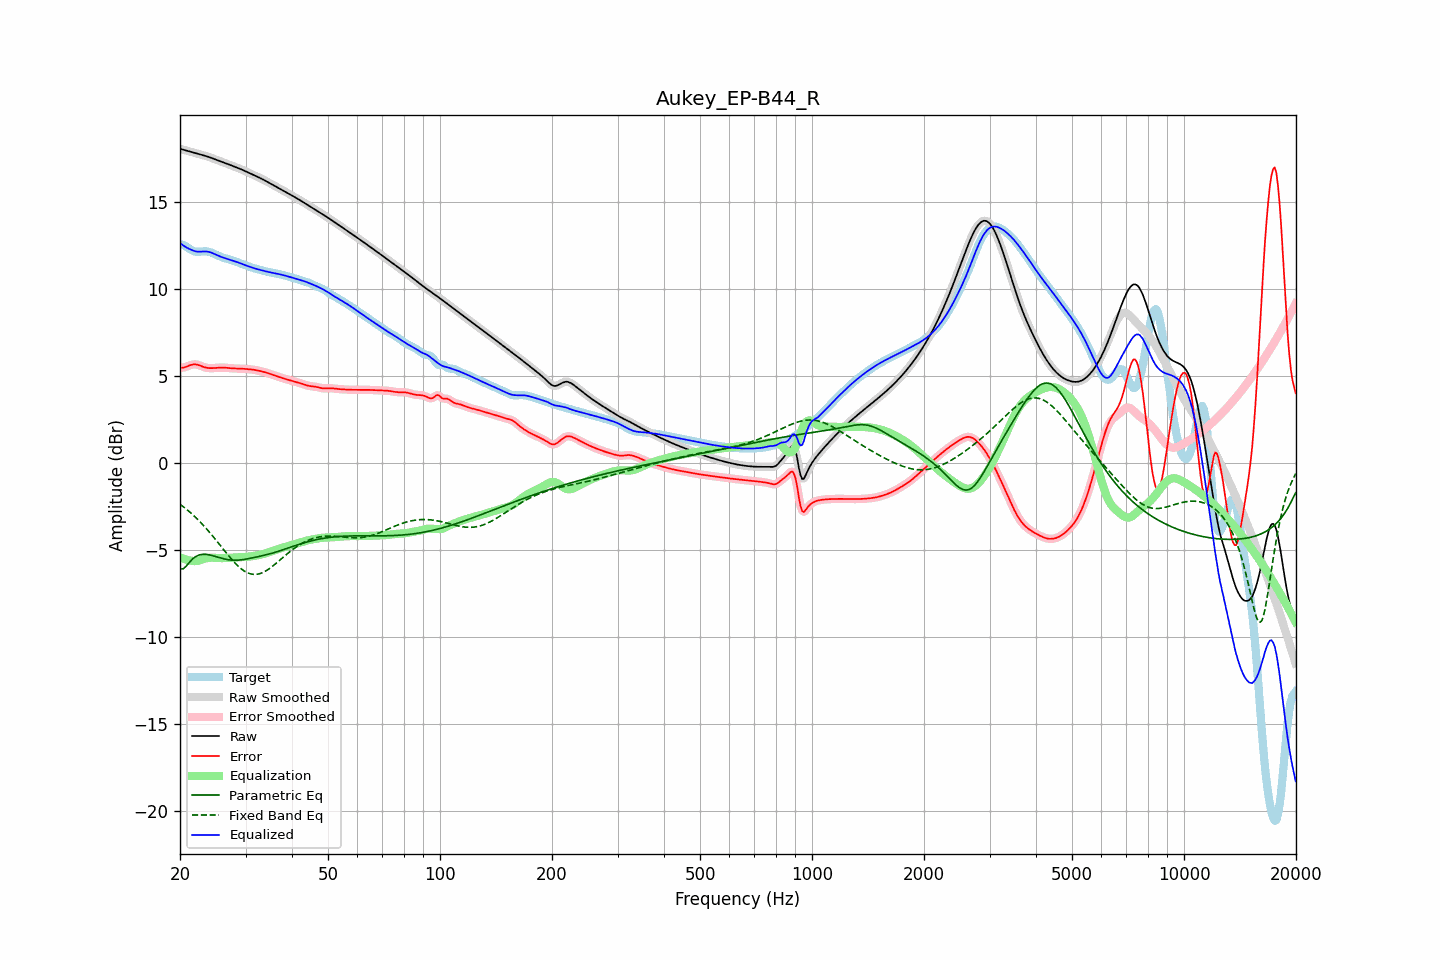 Aukey_EP-B44_R
Amplitude (dBr)
15
10
5
0
−5
−10
−15
−20
Target
Raw Smoothed
Error Smoothed
Raw
Error
Equalization
Parametric Eq
Fixed Band Eq
Equalized
20 50 100 200 500 1000 2000 5000 10000 20000
Frequency (Hz)